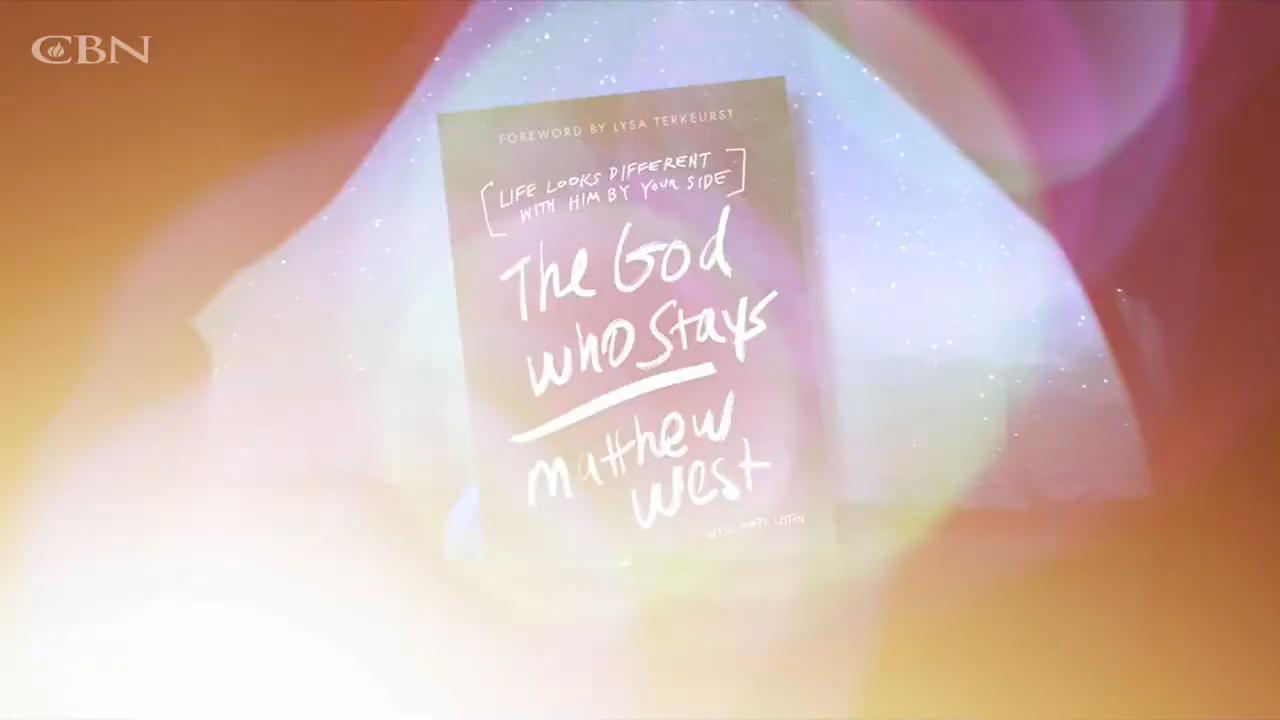 CBN
FOREWORD BY LYSA TERKEURST
[LIFE LOOKS DIFFERENT
WITH HIM BY YOUR SIDE]
The God
who Stays
matthew
west